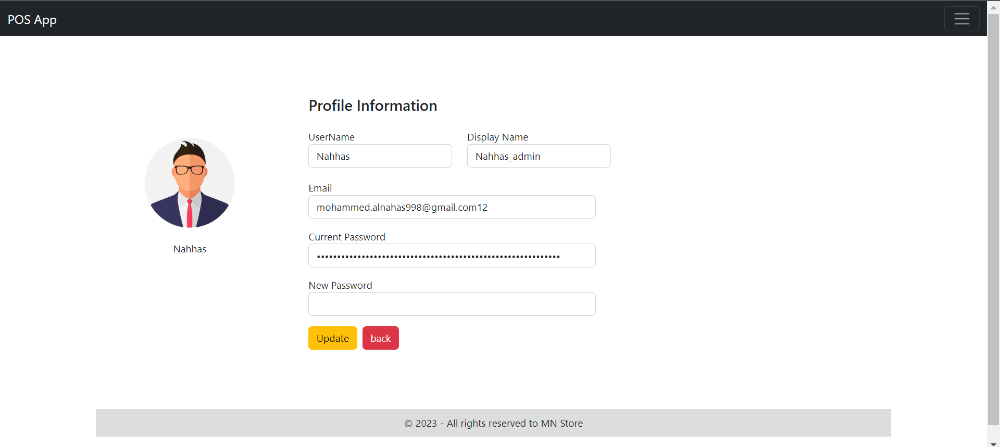 POS App
Profile Information
UserName
Display Name
Nahhas
Nahhas_admin
Email
mohammed.alnahas998@gmail.com12
Nahhas
Current Password
••••••••••••••••••••••••••••••••••••••••••••••••••••••••••••
New Password
Update
back
© 2023 - All rights reserved to MN Store